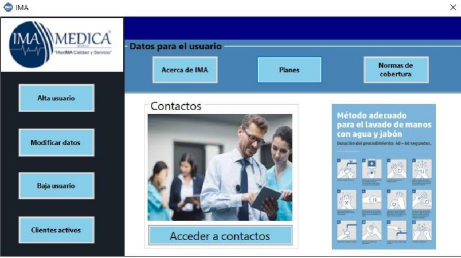 IMA
IMA MEDICA
"MedIMA Calidad y Servicio"
Datos para el usuario
Acerca de IMA
Planes
Normas de
cobertura
Alta usuario
Modificar datos
Baja usuario
Clientes activos
Contactos
Acceder a contactos
Método adecuado
para el lavado de manos
con agua y jabón
Duración del procedimiento: 40 - 60 segundos.